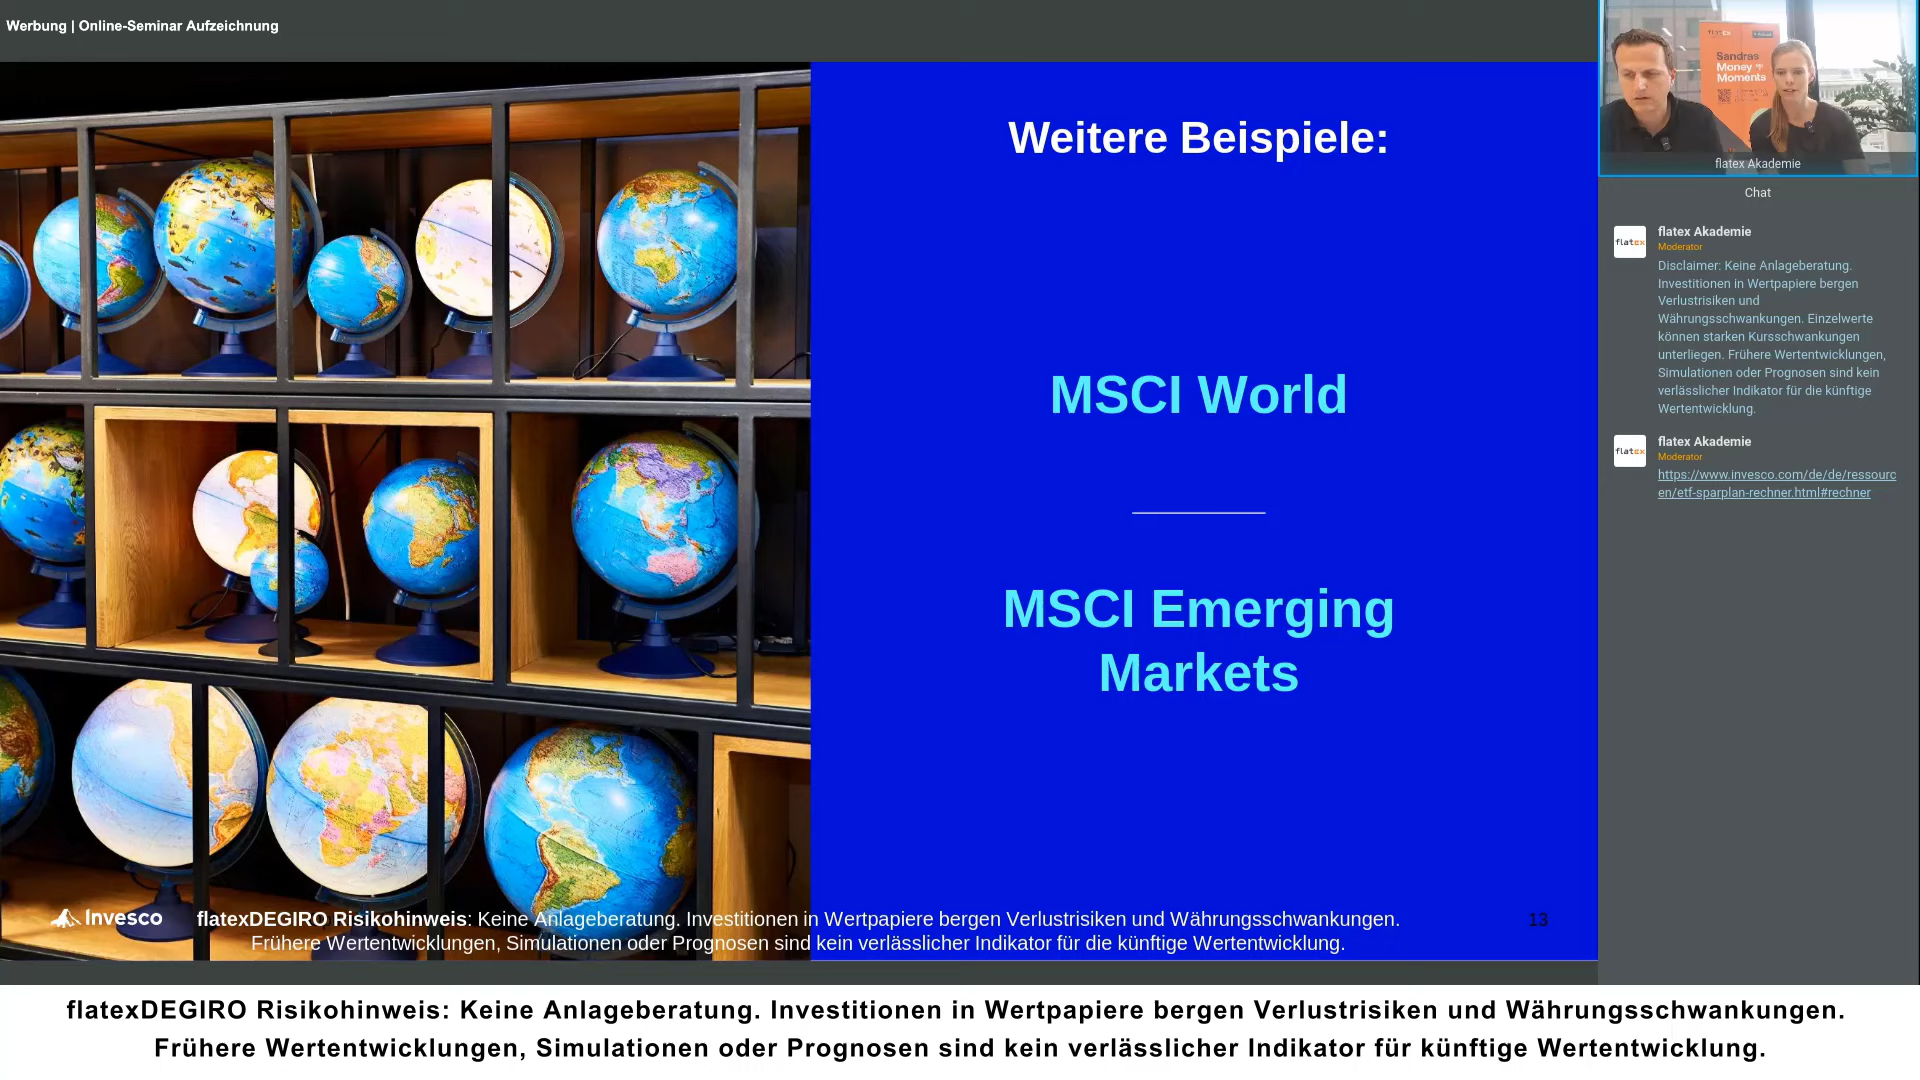 Werbung | Online-Seminar Aufzeichnung
Weitere Beispiele:
MSCI World
MSCI Emerging
Markets
Invesco
flatexDEGIRO Risikohinweis: Keine Anlageberatung. Investitionen in Wertpapiere bergen Verlustrisiken und Währungsschwankungen.
Frühere Wertentwicklungen, Simulationen oder Prognosen sind kein verlässlicher Indikator für die künftige Wertentwicklung.
13
Sandras
Money
Moments
flatex Akademie
Chat
flatex
flatex Akademie
Moderator
Disclaimer: Keine Anlageberatung.
Investitionen in Wertpapiere bergen
Verlustrisiken und
Währungsschwankungen. Einzelwerte
können starken Kursschwankungen
unterliegen. Frühere Wertentwicklungen,
Simulationen oder Prognosen sind kein
verlässlicher Indikator für die künftige
Wertentwicklung.
flatex
flatex Akademie
Moderator
https://www.invesco.com/de/de/ressourc
en/etf-sparplan-rechner.html#rechner
flatexDEGIRO Risikohinweis: Keine Anlageberatung. Investitionen in Wertpapiere bergen Verlustrisiken und Währungsschwankungen.
Frühere Wertentwicklungen, Simulationen oder Prognosen sind kein verlässlicher Indikator für künftige Wertentwicklung.